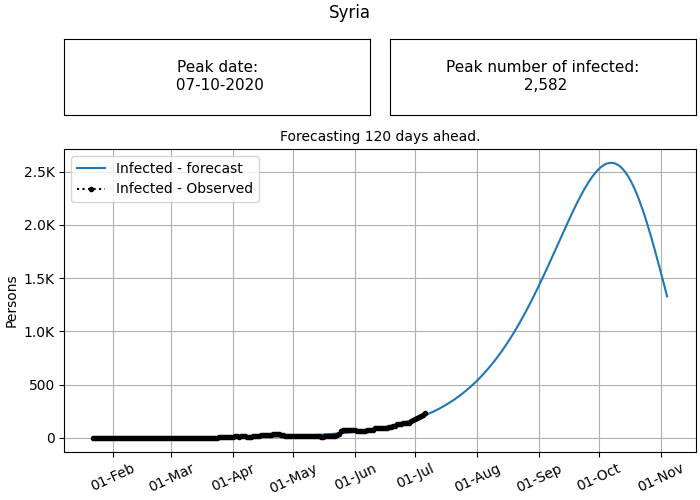 Syria
Peak date:
07-10-2020
Peak number of infected:
2,582
Forecasting 120 days ahead.
Infected - forecast
Infected - Observed
Persons
2.5K
2.0K
1.5K
1.0K
500
0
01-Feb
01-Mar
01-Apr
01-May
01-Jun
01-Jul
01-Aug
01-Sep
01-Oct
01-Nov